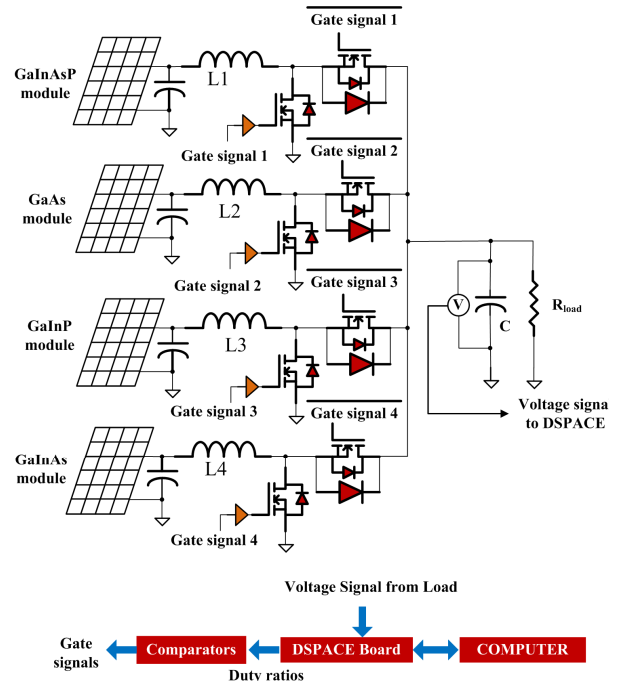 Gate signal 1
GaInAsP
module
L1
Gate signal 1
Gate signal 2
GaAs
module
L2
Gate signal 2
Gate signal 3
GaInP
module
L3
Gate signal 3
Gate signal 4
GaInAs
module
L4
Gate signal 4
V
C
Rload
Voltage signa
to DSPACE
Voltage Signal from Load
Gate
signals
Comparators
DSPACE Board
COMPUTER
Duty ratios